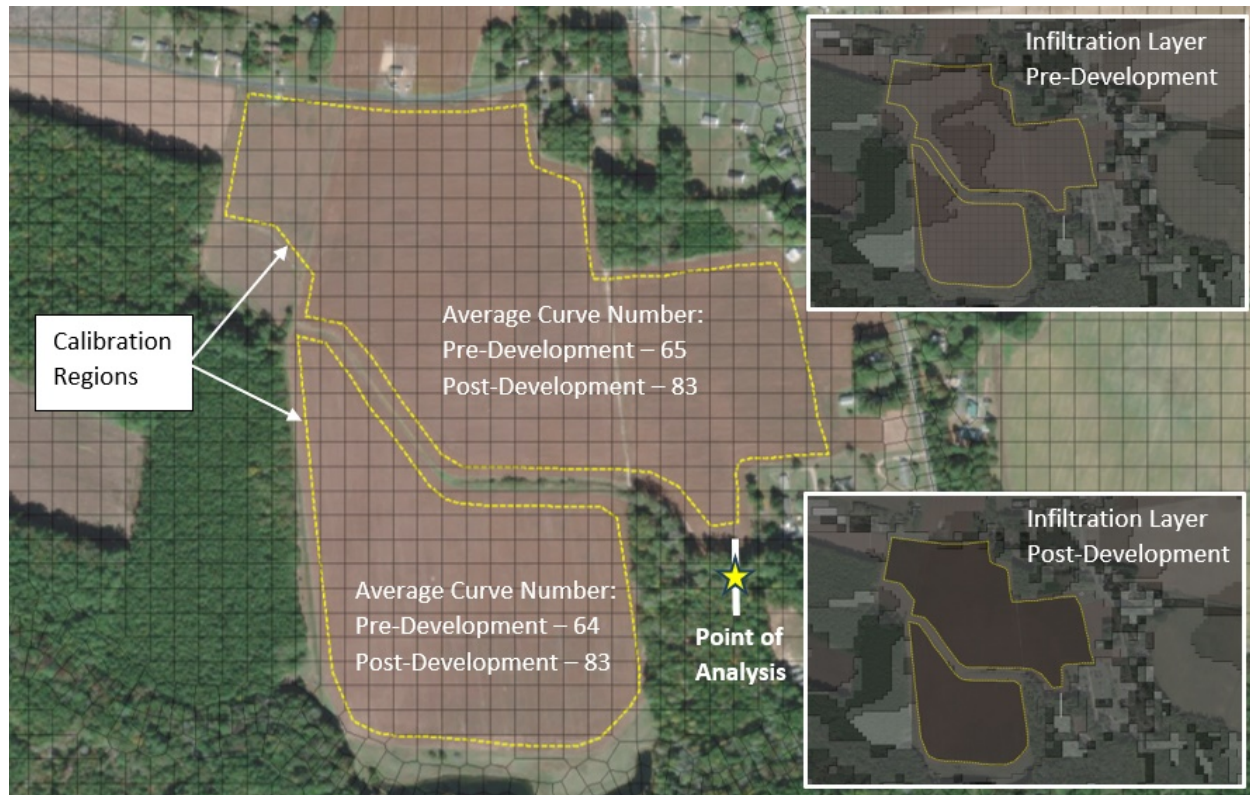 Infiltration Layer
Pre-Development
Calibration
Regions
Average Curve Number:
Pre-Development – 65
Post-Development – 83
Average Curve Number:
Pre-Development – 64
Post-Development – 83
Point of
Analysis
Infiltration Layer
Post-Development